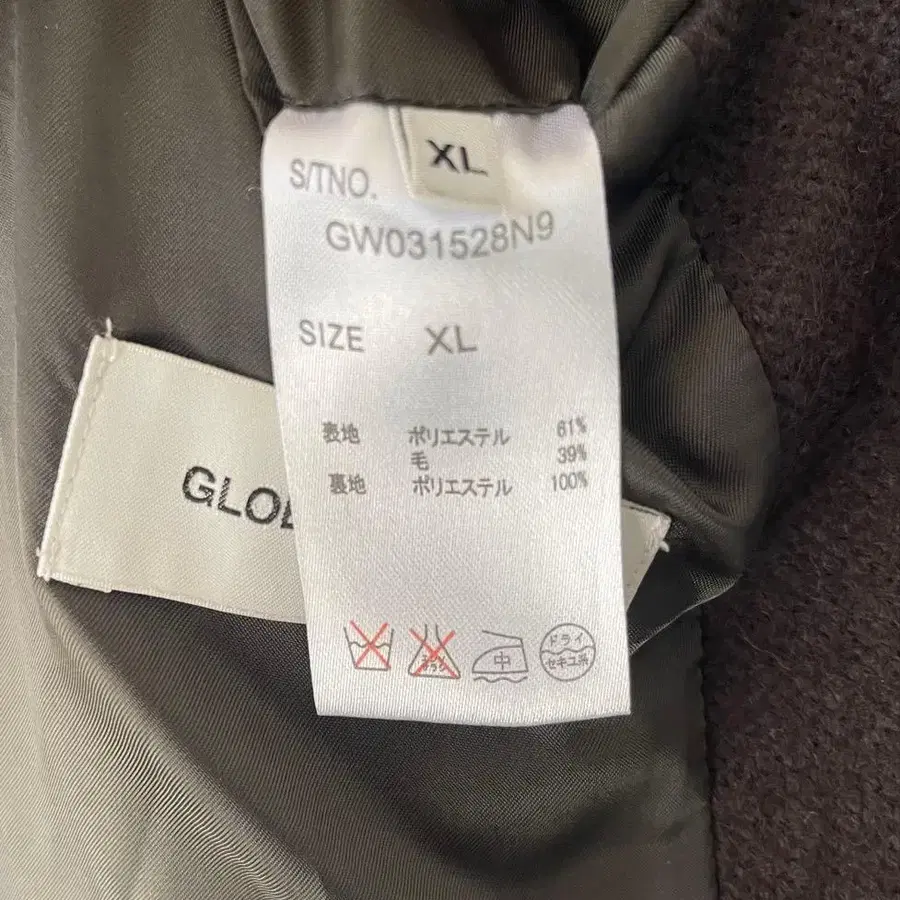 XL
S/TNO.
GW031528N9
SIZE XL
表地 ポリエステル 61%
毛 39%
裏地 ポリエステル 100%
GLO
中
ドライ
セキユ系